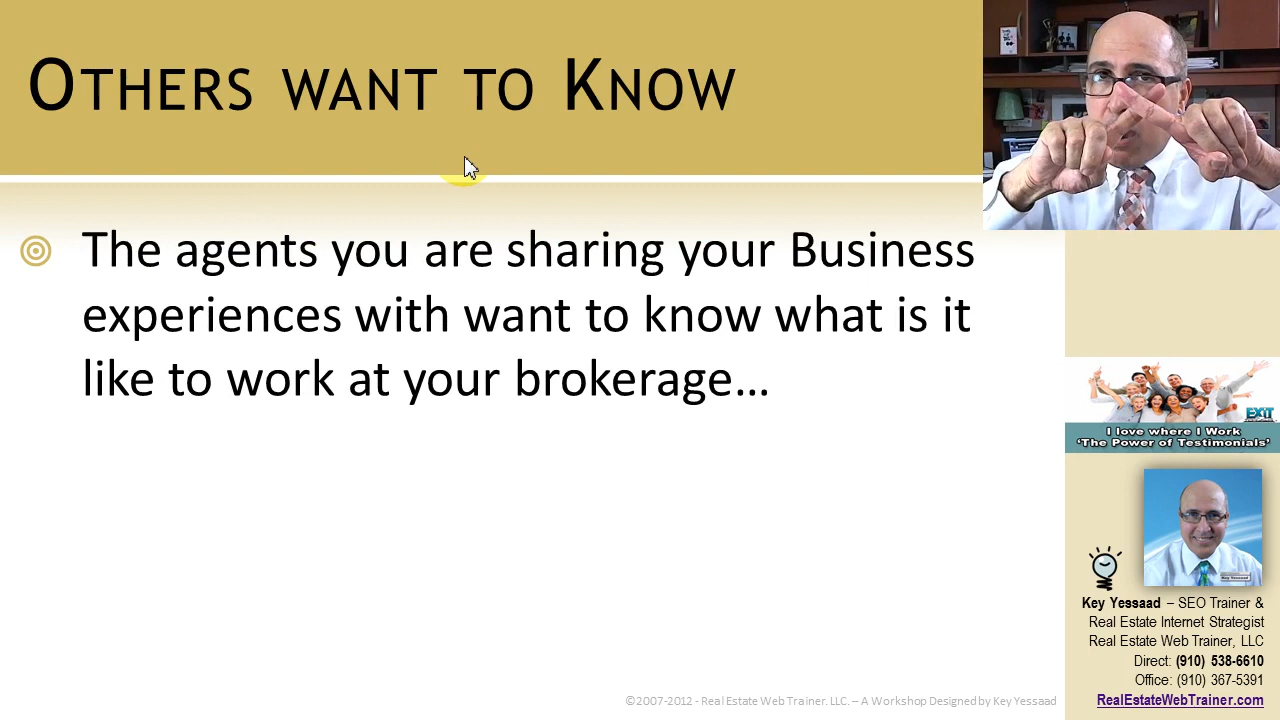 Others want to Know
The agents you are sharing your Business
experiences with want to know what is it
like to work at your brokerage…
EXIT
I love where I Work
'The Power of Testimonials'
Key Yessaad
Key Yessaad – SEO Trainer &
Real Estate Internet Strategist
Real Estate Web Trainer, LLC
Direct: (910) 538-6610
Office: (910) 367-5391
RealEstateWebTrainer.com
©2007-2012 - Real Estate Web Trainer. LLC. – A Workshop Designed by Key Yessaad